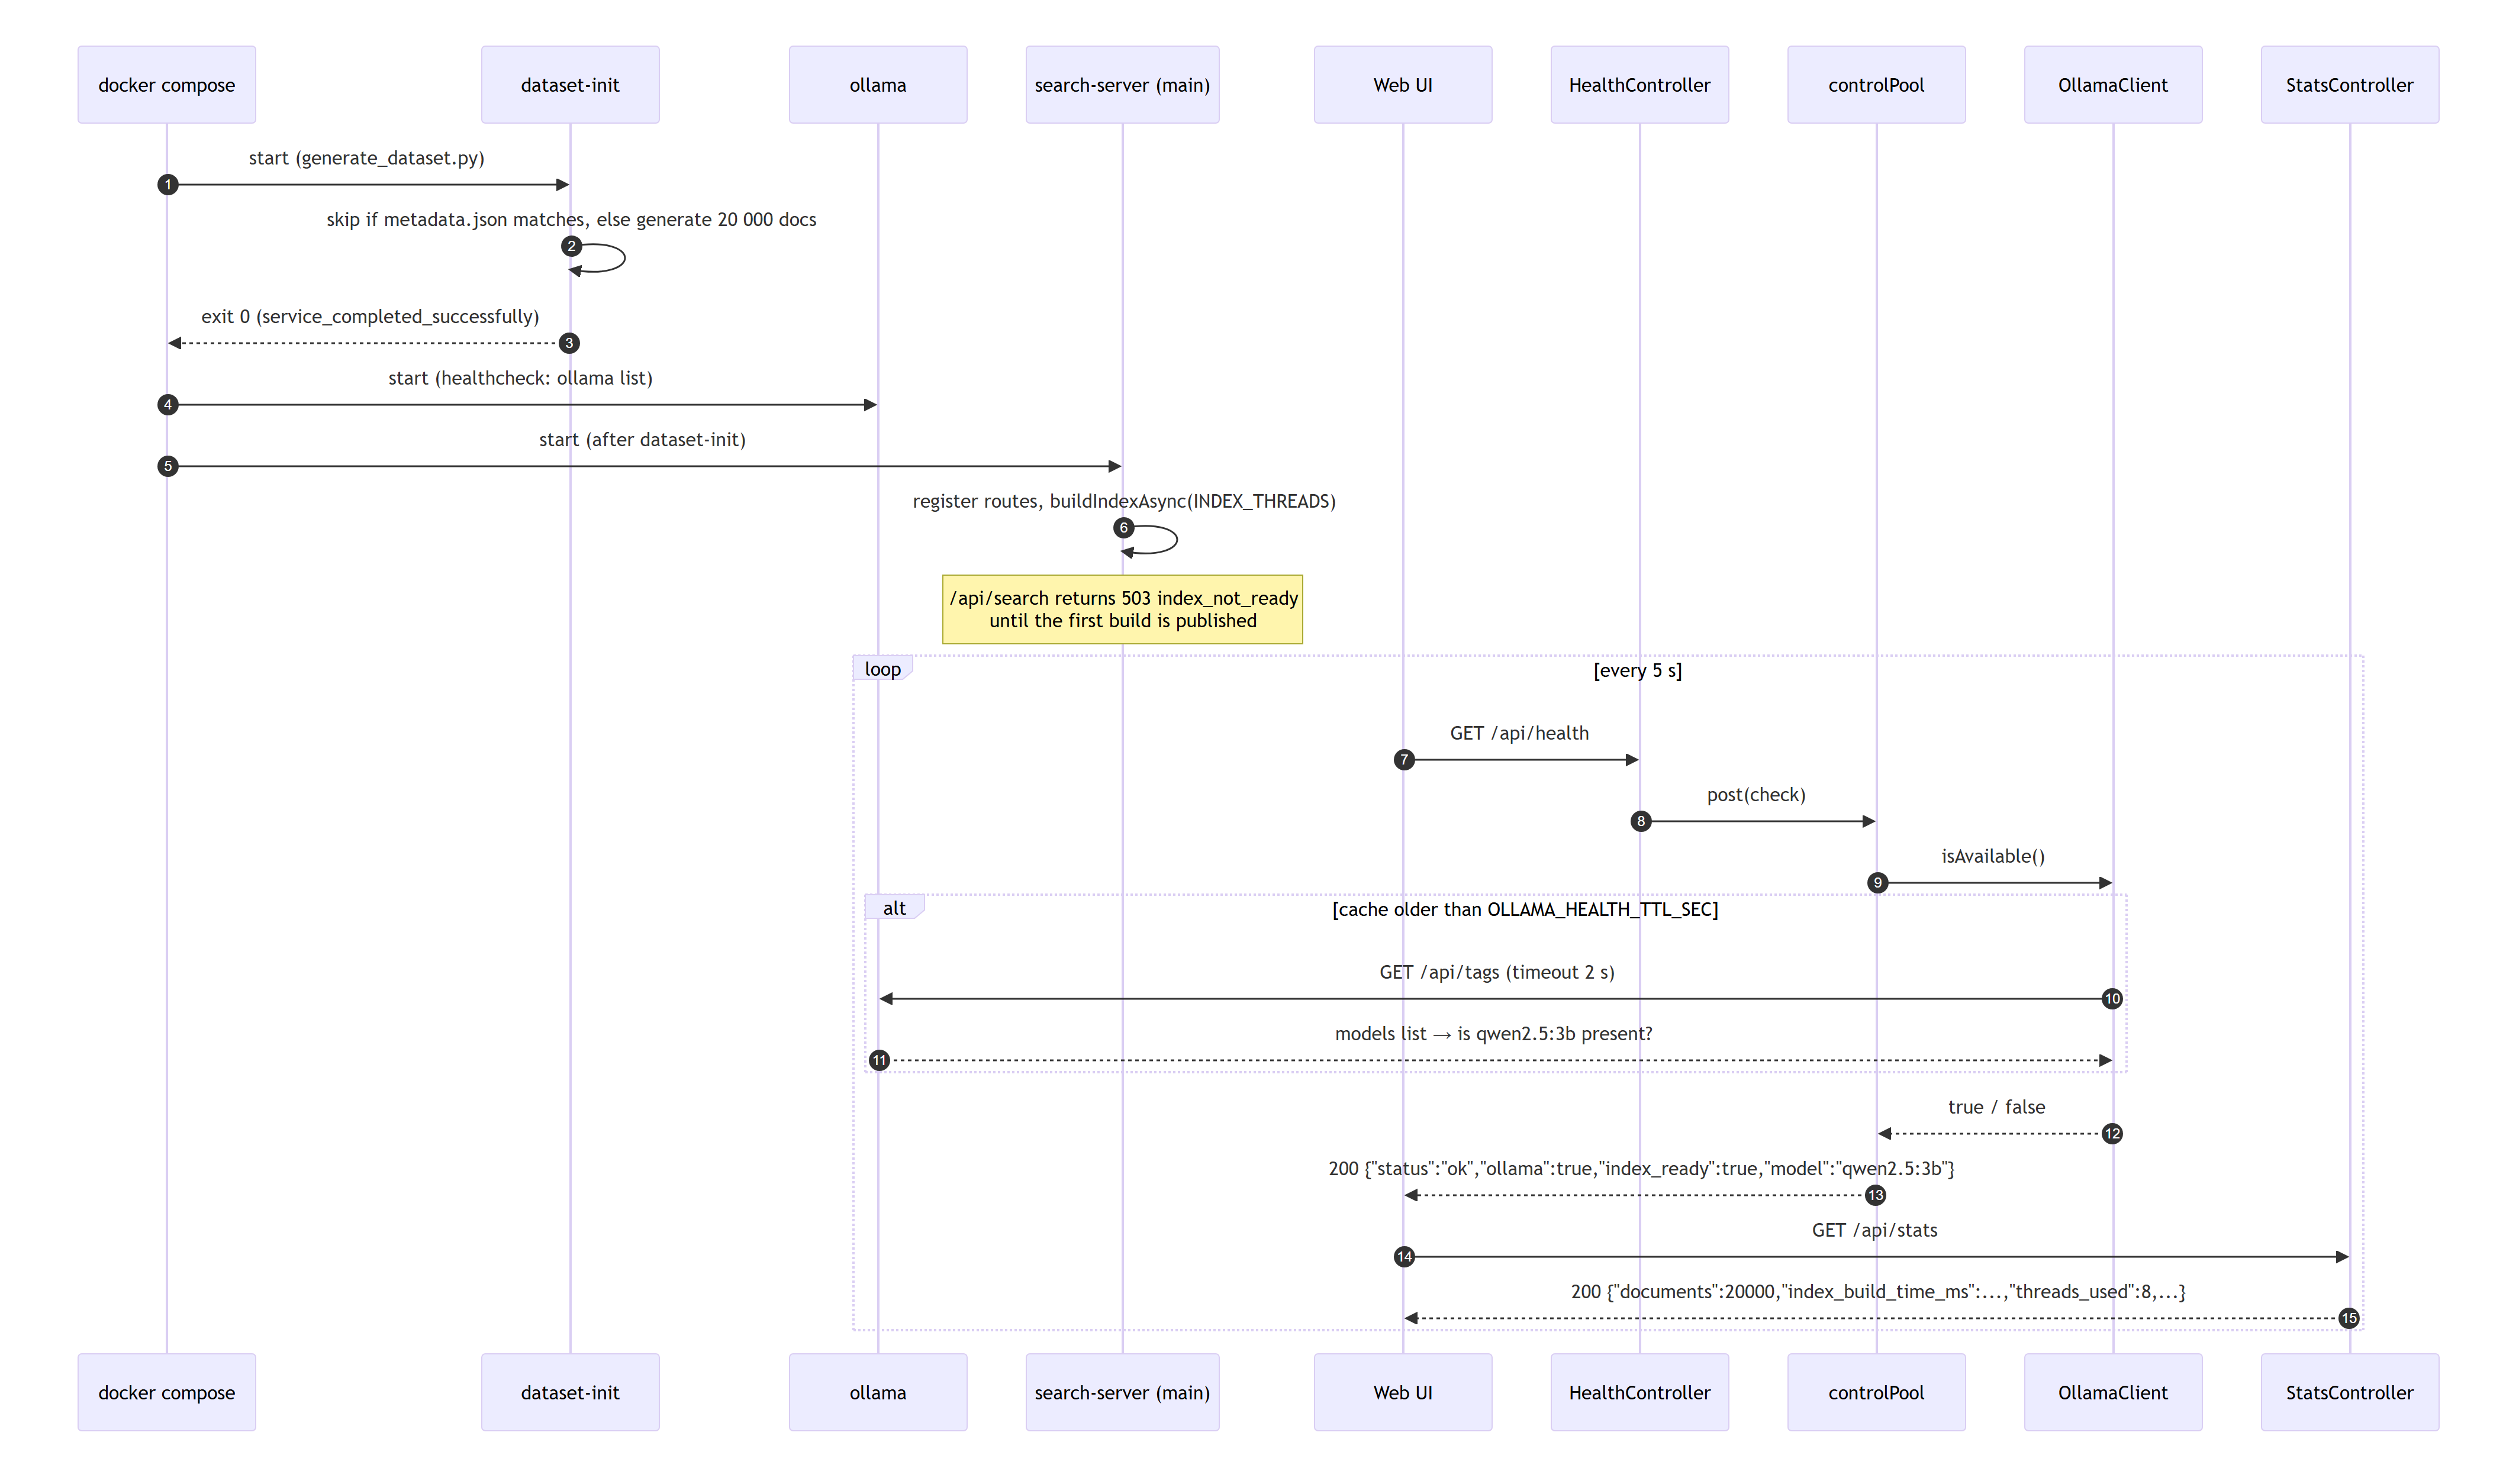 docker compose
dataset-init
ollama
search-server (main)
Web UI
HealthController
controlPool
OllamaClient
StatsController
start (generate_dataset.py)
1
skip if metadata.json matches, else generate 20 000 docs
2
exit 0 (service_completed_successfully)
3
start (healthcheck: ollama list)
4
start (after dataset-init)
5
register routes, buildIndexAsync(INDEX_THREADS)
6
/api/search returns 503 index_not_ready
until the first build is published
loop
[every 5 s]
GET /api/health
7
post(check)
8
isAvailable()
9
alt
[cache older than OLLAMA_HEALTH_TTL_SEC]
GET /api/tags (timeout 2 s)
10
models list → is qwen2.5:3b present?
11
true / false
12
200 {"status":"ok","ollama":true,"index_ready":true,"model":"qwen2.5:3b"}
13
GET /api/stats
14
200 {"documents":20000,"index_build_time_ms":...,"threads_used":8,...}
15
docker compose
dataset-init
ollama
search-server (main)
Web UI
HealthController
controlPool
OllamaClient
StatsController